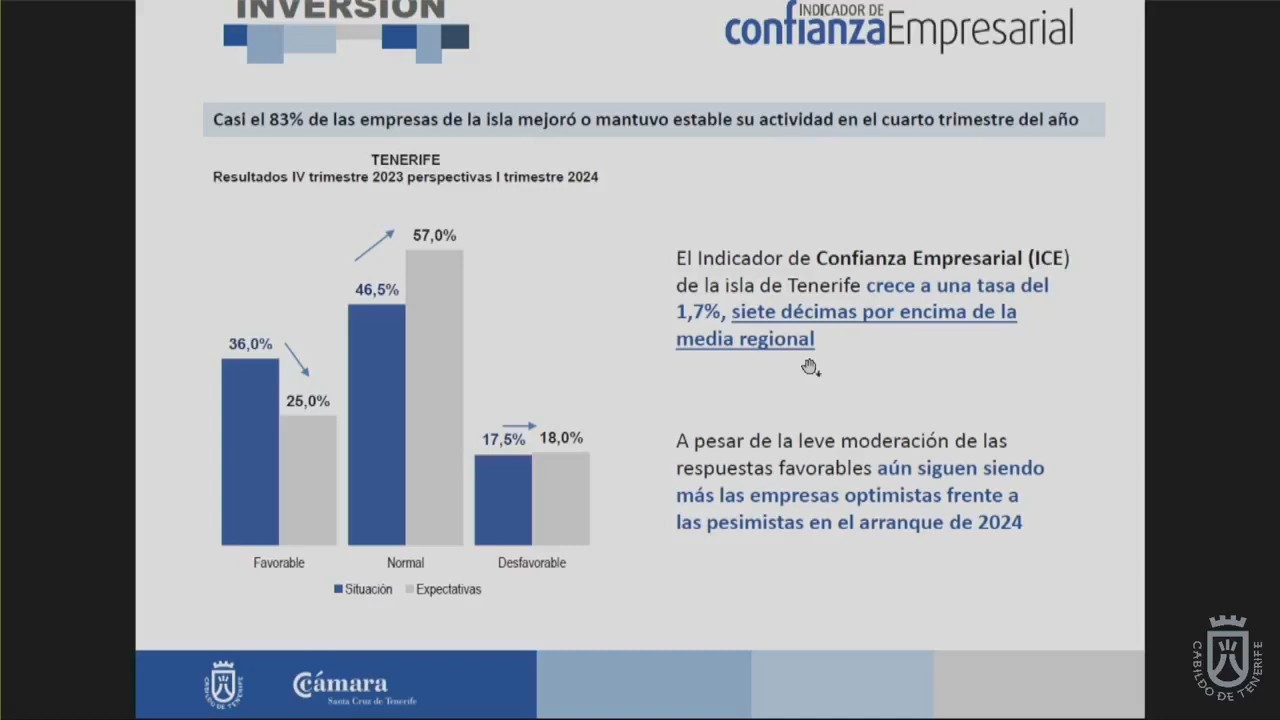 INVERSIÓN
INDICADOR DE
confianzaEmpresarial
Casi el 83% de las empresas de la isla mejoró o mantuvo estable su actividad en el cuarto trimestre del año
TENERIFE
Resultados IV trimestre 2023 perspectivas I trimestre 2024
57,0%
46,5%
36,0%
25,0%
17,5%
18,0%
Favorable
Normal
Desfavorable
Situación
Expectativas
El Indicador de Confianza Empresarial (ICE)
de la isla de Tenerife crece a una tasa del
1,7%, siete décimas por encima de la
media regional
A pesar de la leve moderación de las
respuestas favorables aún siguen siendo
más las empresas optimistas frente a
las pesimistas en el arranque de 2024
CABILDO DE TENERIFE
Cámara
Santa Cruz de Tenerife
CABILDO DE TENERIFE